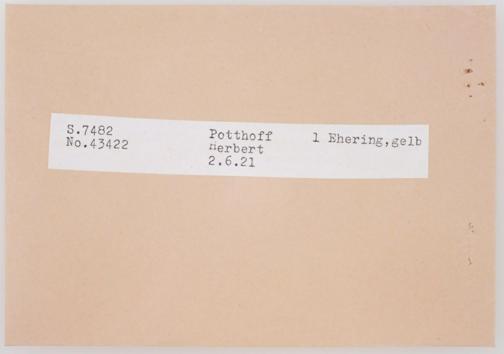 S.7482 Potthoff 1 Ehering,gelb
No.43422 Herbert
2.6.21